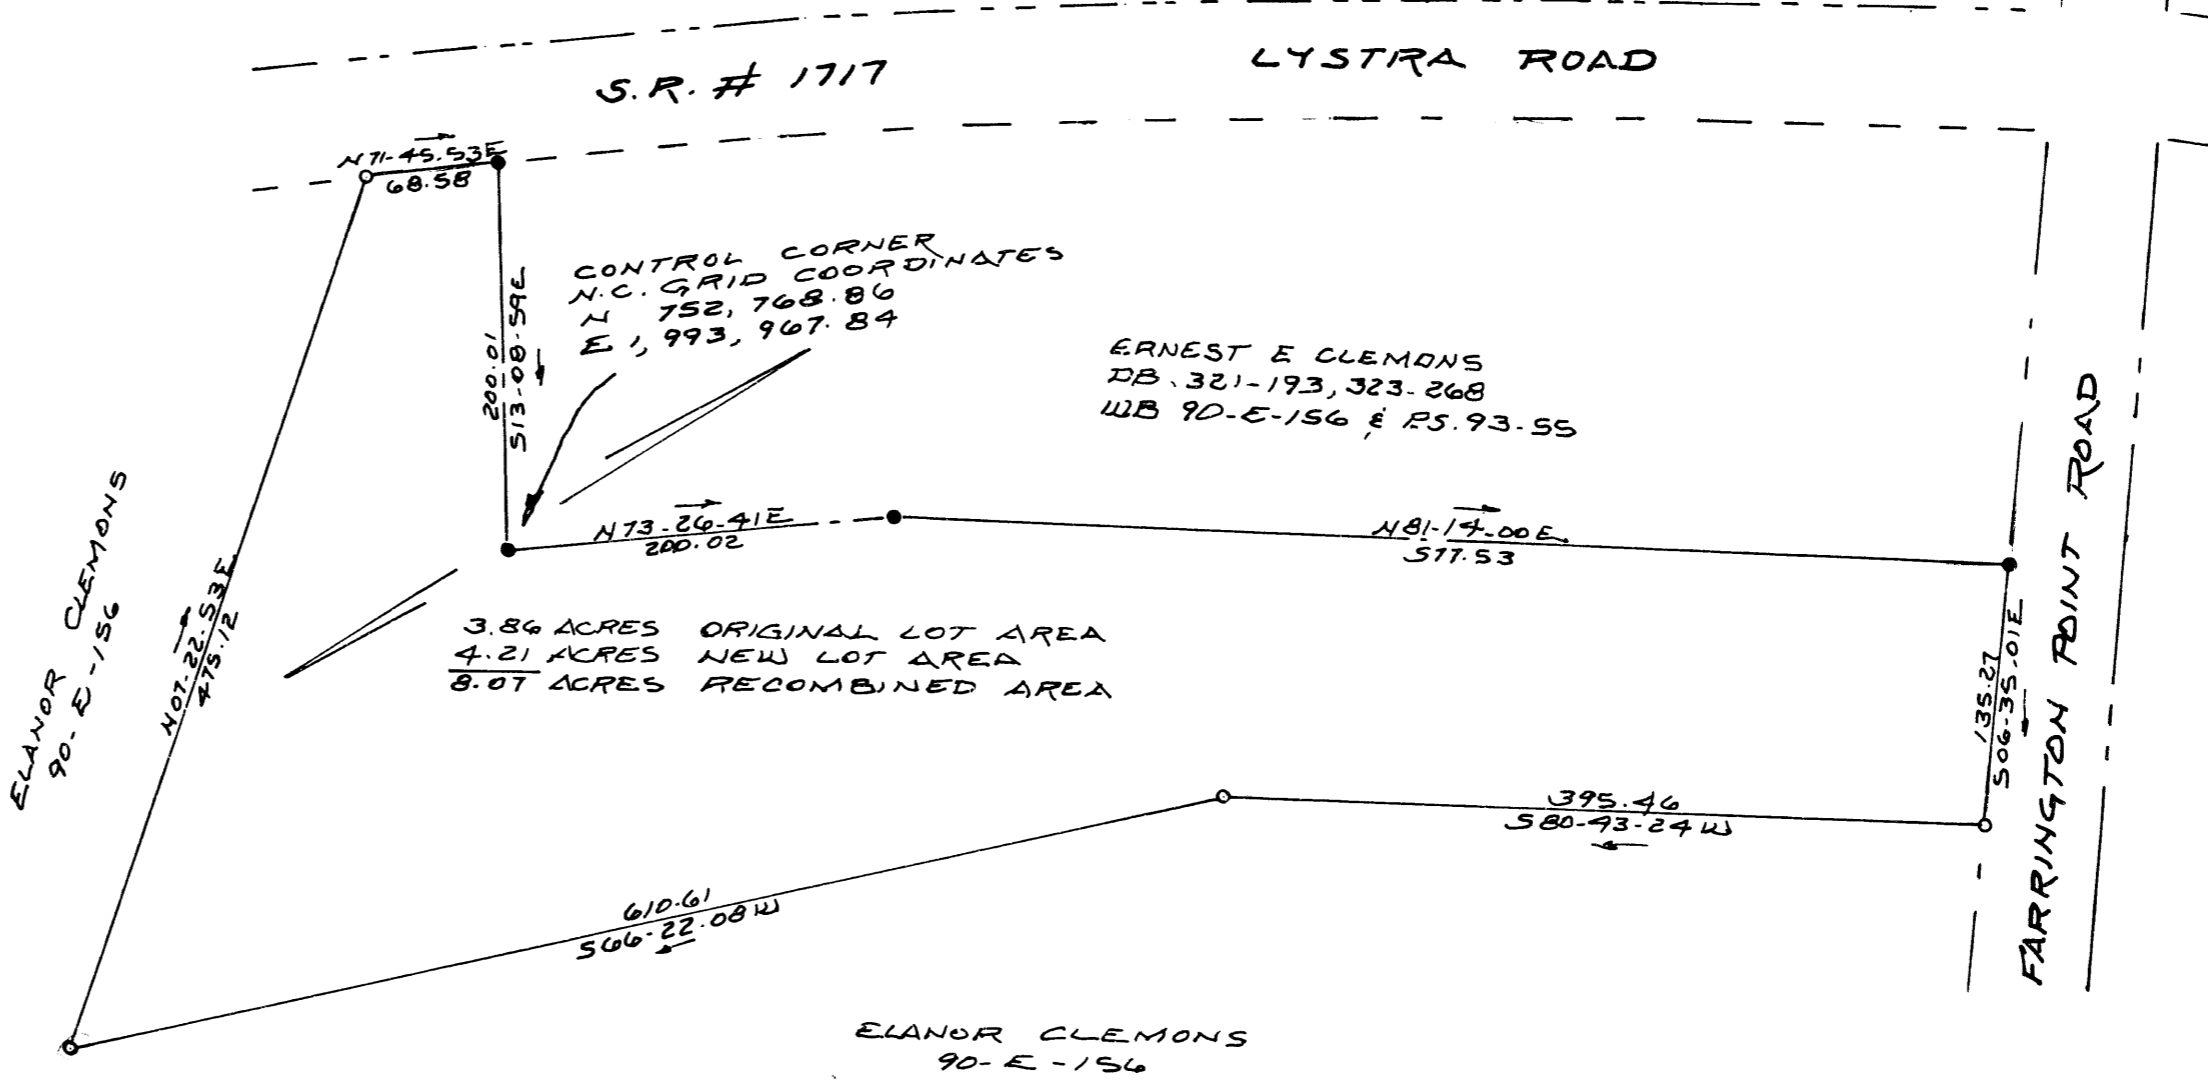 LYSTRA ROAD
S.R. # 1717
N71-45.53E
68.58
CONTROL CORNER
N.C. GRID COORDINATES
N 752, 768.86
E 1, 993, 967.84
200.01
S13-08-59E
ERNEST E CLEMONS
DB. 321-193, 323-268
WB 90-E-156 & P.S. 93-55
N73-26-41E
200.02
N81-14-00E
577.53
FARRINGTON POINT ROAD
ELANOR CLEMONS
90-E-156
N07-22-53E
475.12
3.86 ACRES ORIGINAL LOT AREA
4.21 ACRES NEW LOT AREA
8.07 ACRES RECOMBINED AREA
135.27
S06-35-01E
395.46
S80-43-24W
610.61
S66-22-08W
ELANOR CLEMONS
90-E-156